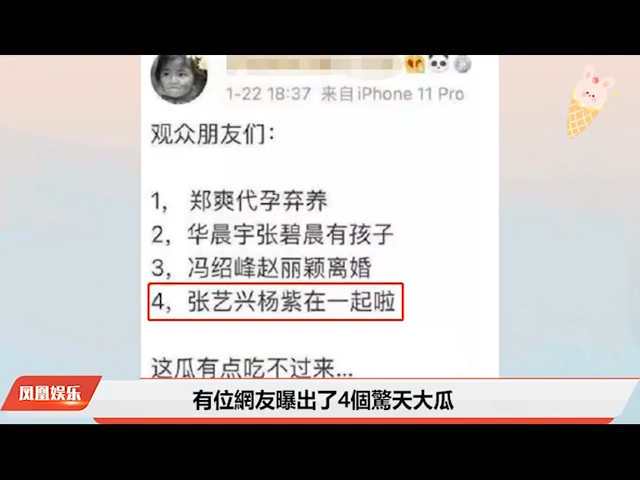 1-22 18:37 来自iPhone 11 Pro
观众朋友们：
1， 郑爽代孕弃养
2，华晨宇张碧晨有孩子
3，冯绍峰赵丽颖离婚
4，张艺兴杨紫在一起啦
这瓜有点吃不过来...
凤凰娱乐
有位網友曝出了4個驚天大瓜